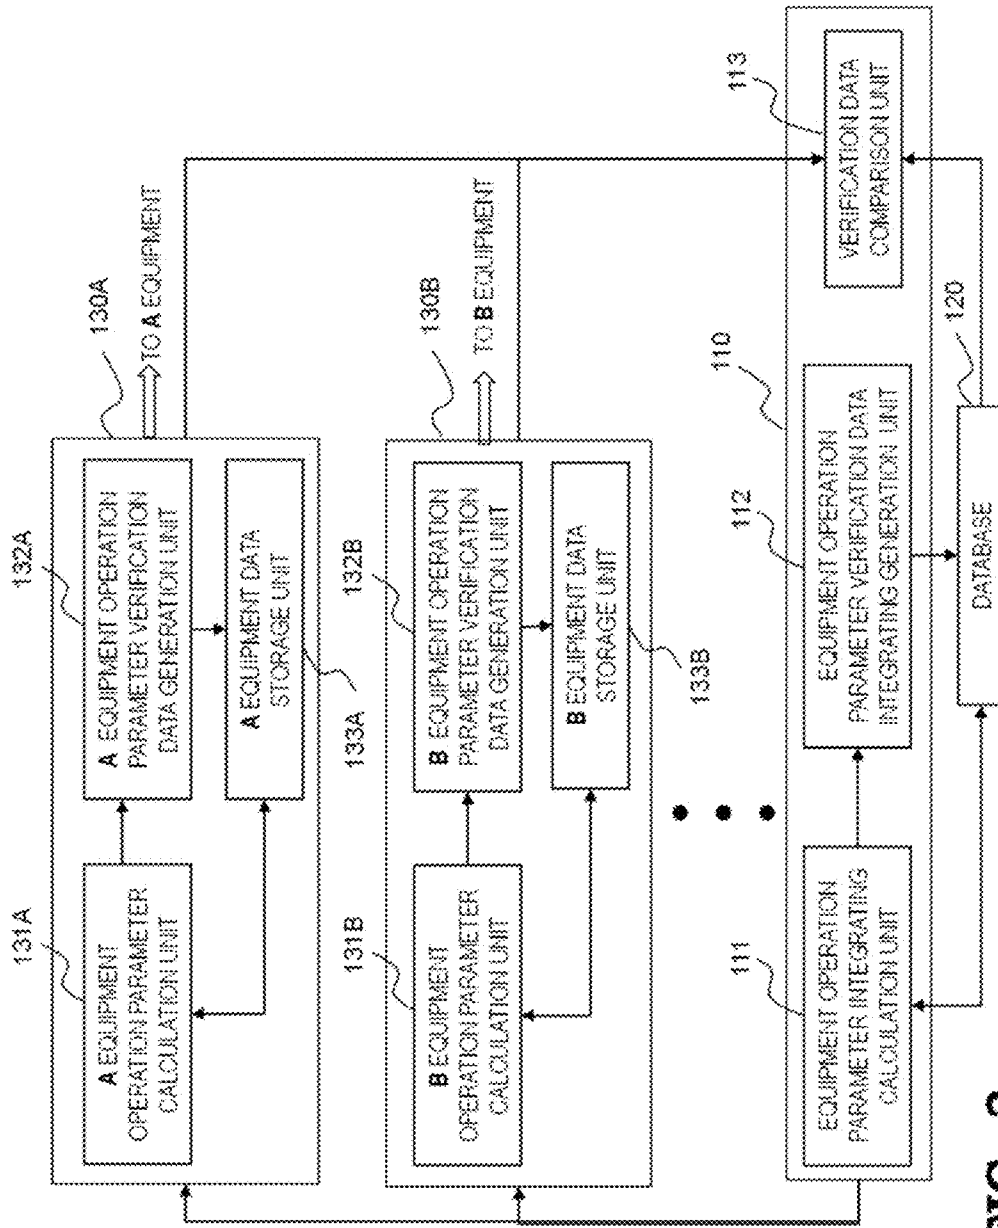 131A
132A
130A
A EQUIPMENT
OPERATION PARAMETER
CALCULATION UNIT
A EQUIPMENT OPERATION
PARAMETER VERIFICATION
DATA GENERATION UNIT
A EQUIPMENT DATA
STORAGE UNIT
133A
TO A EQUIPMENT
131B
132B
130B
B EQUIPMENT
OPERATION PARAMETER
CALCULATION UNIT
B EQUIPMENT OPERATION
PARAMETER VERIFICATION
DATA GENERATION UNIT
B EQUIPMENT DATA
STORAGE UNIT
133B
TO B EQUIPMENT
111
112
110
113
EQUIPMENT OPERATION
PARAMETER INTEGRATING
CALCULATION UNIT
EQUIPMENT OPERATION
PARAMETER VERIFICATION DATA
INTEGRATING GENERATION UNIT
VERIFICATION DATA
COMPARISON UNIT
120
DATABASE